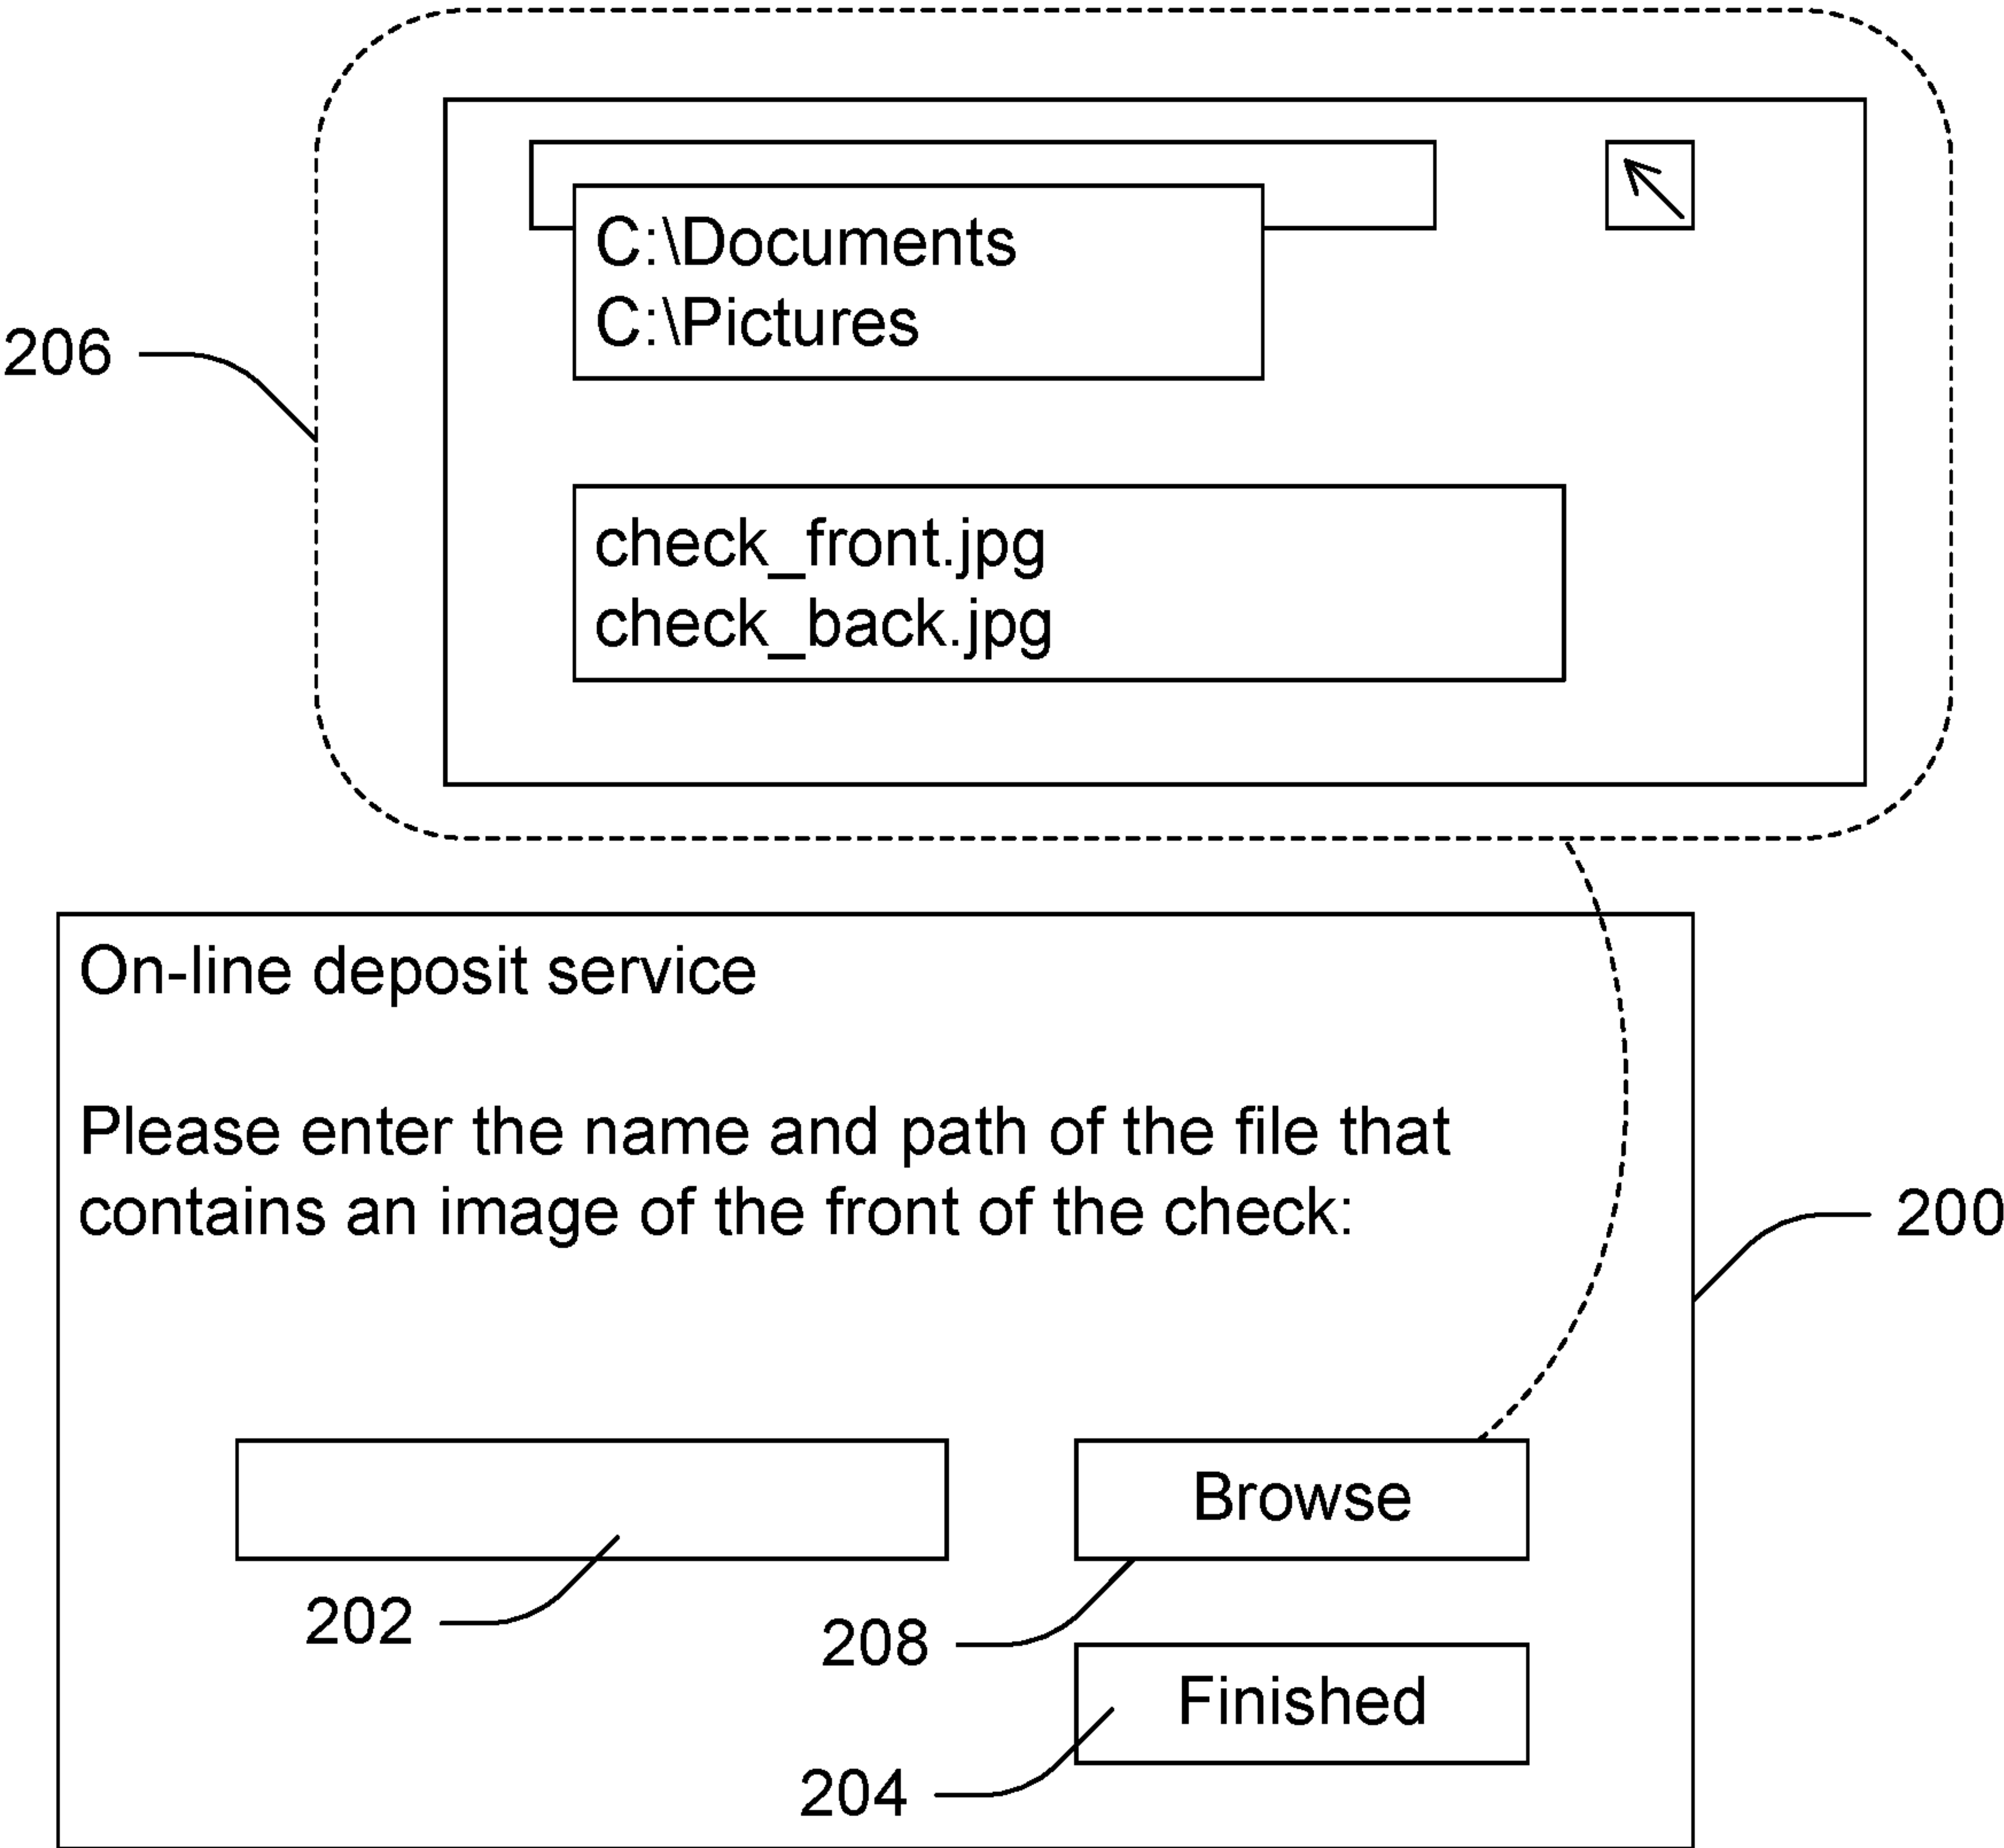 C:\Documents
C:\Pictures
206
check_front.jpg
check_back.jpg
On-line deposit service
Please enter the name and path of the file that
contains an image of the front of the check:
200
Browse
202
208
Finished
204